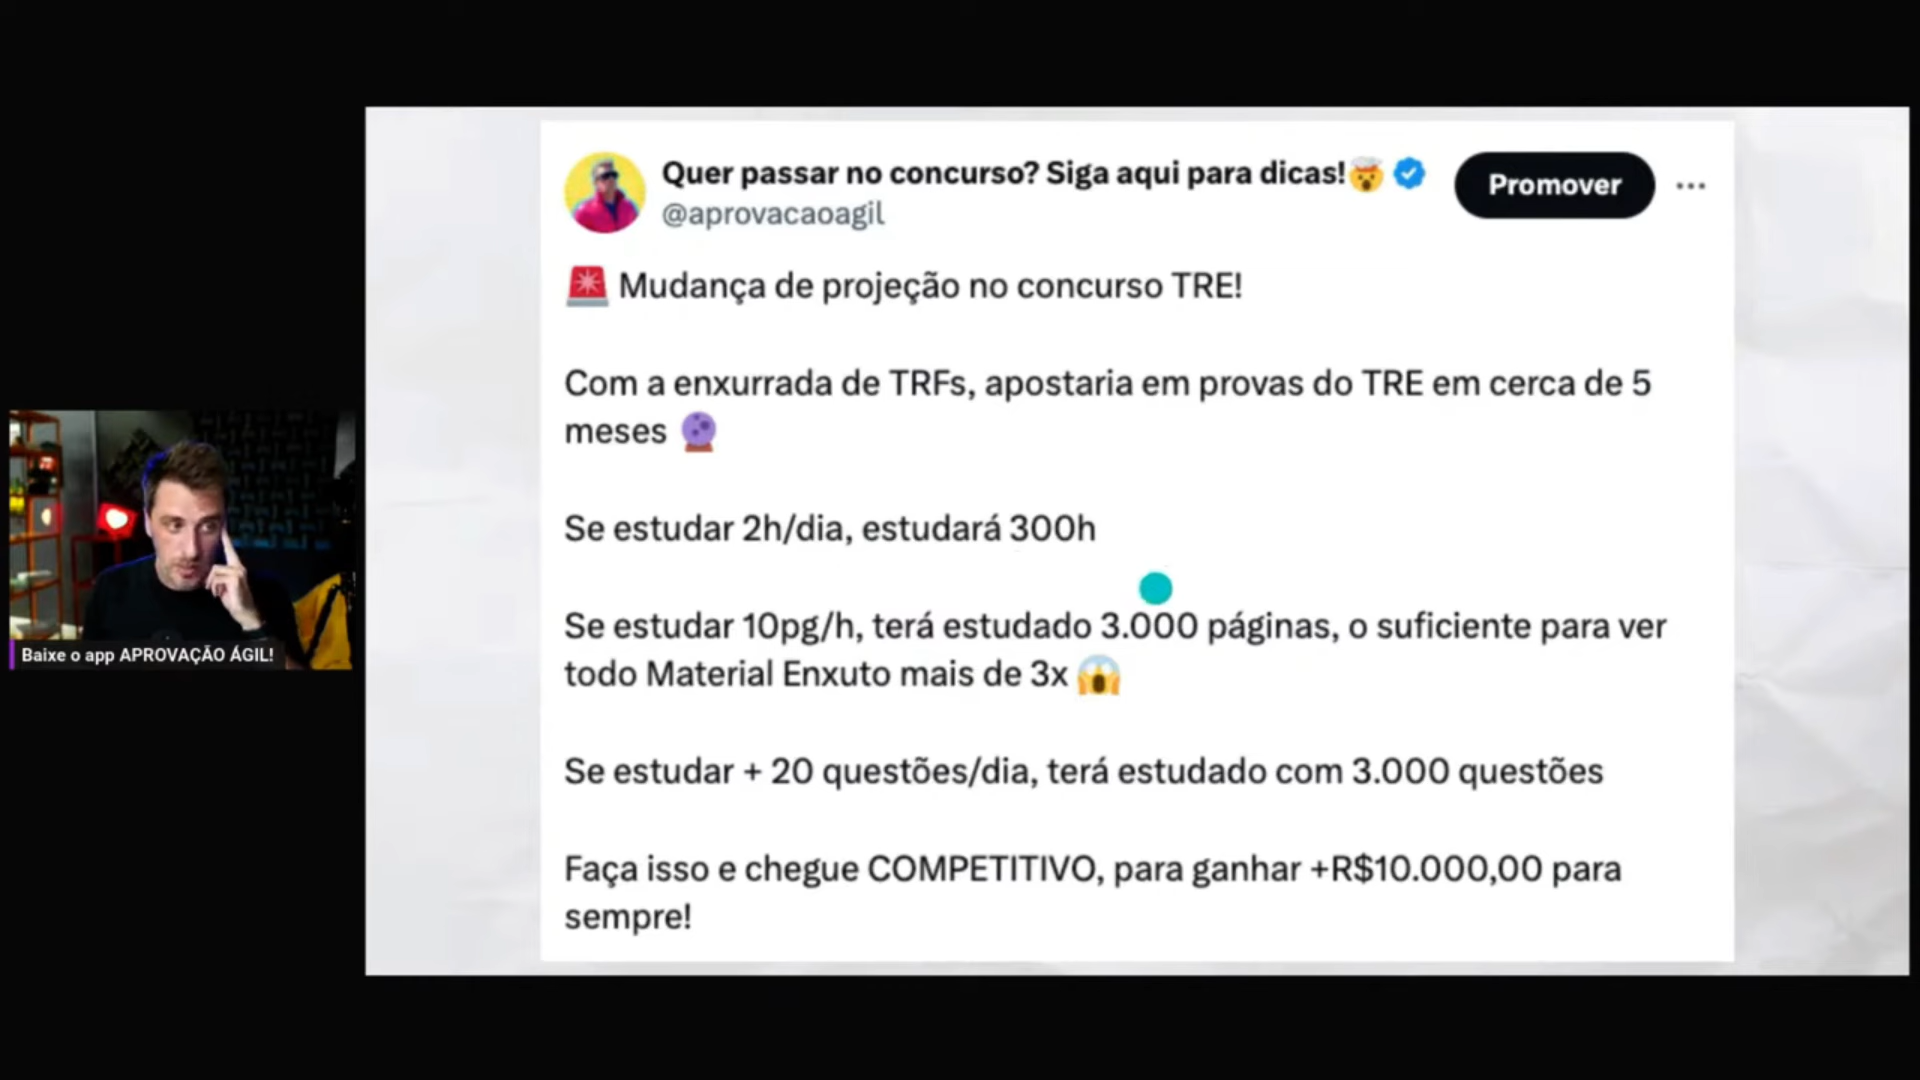 Quer passar no concurso? Siga aqui para dicas!🤯
@aprovacaoagil
Promover
🚨 Mudança de projeção no concurso TRE!
Com a enxurrada de TRFs, apostaria em provas do TRE em cerca de 5
meses 🔮
Se estudar 2h/dia, estudará 300h
Se estudar 10pg/h, terá estudado 3.000 páginas, o suficiente para ver
todo Material Enxuto mais de 3x 😱
Se estudar + 20 questões/dia, terá estudado com 3.000 questões
Faça isso e chegue COMPETITIVO, para ganhar +R$10.000,00 para
sempre!
Baixe o app APROVAÇÃO ÁGIL!